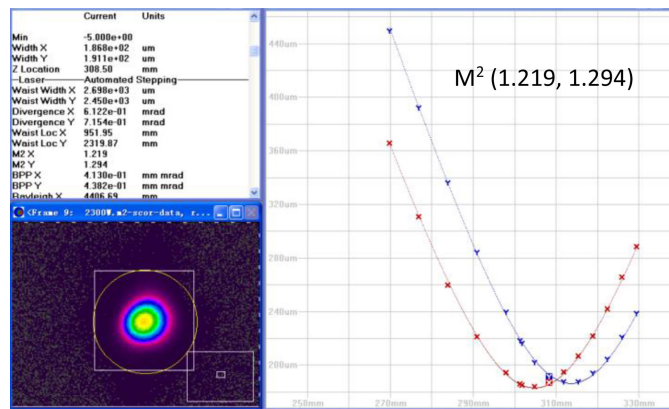 Current Units
Min -5.000e+00
Width X 1.868e+02 um
Width Y 1.911e+02 um
Z Location 308.50 mm
—Laser— Automated Stepping
Waist Width X 2.698e+03 um
Waist Width Y 2.450e+03 um
Divergence X 6.122e-01 mrad
Divergence Y 7.154e-01 mrad
Waist Loc X 951.95 mm
Waist Loc Y 2319.87 mm
M2 X 1.219
M2 Y 1.294
BPP X 4.130e-01 mm mrad
BPP Y 4.382e-01 mm mrad
Rayleigh X 4406.69 mm
<Frame 9: 2300W.m2-zcor-data, r...
M² (1.219, 1.294)
440um
360um
320um
280um
240um
200um
250mm 270mm 290mm 310mm 330mm